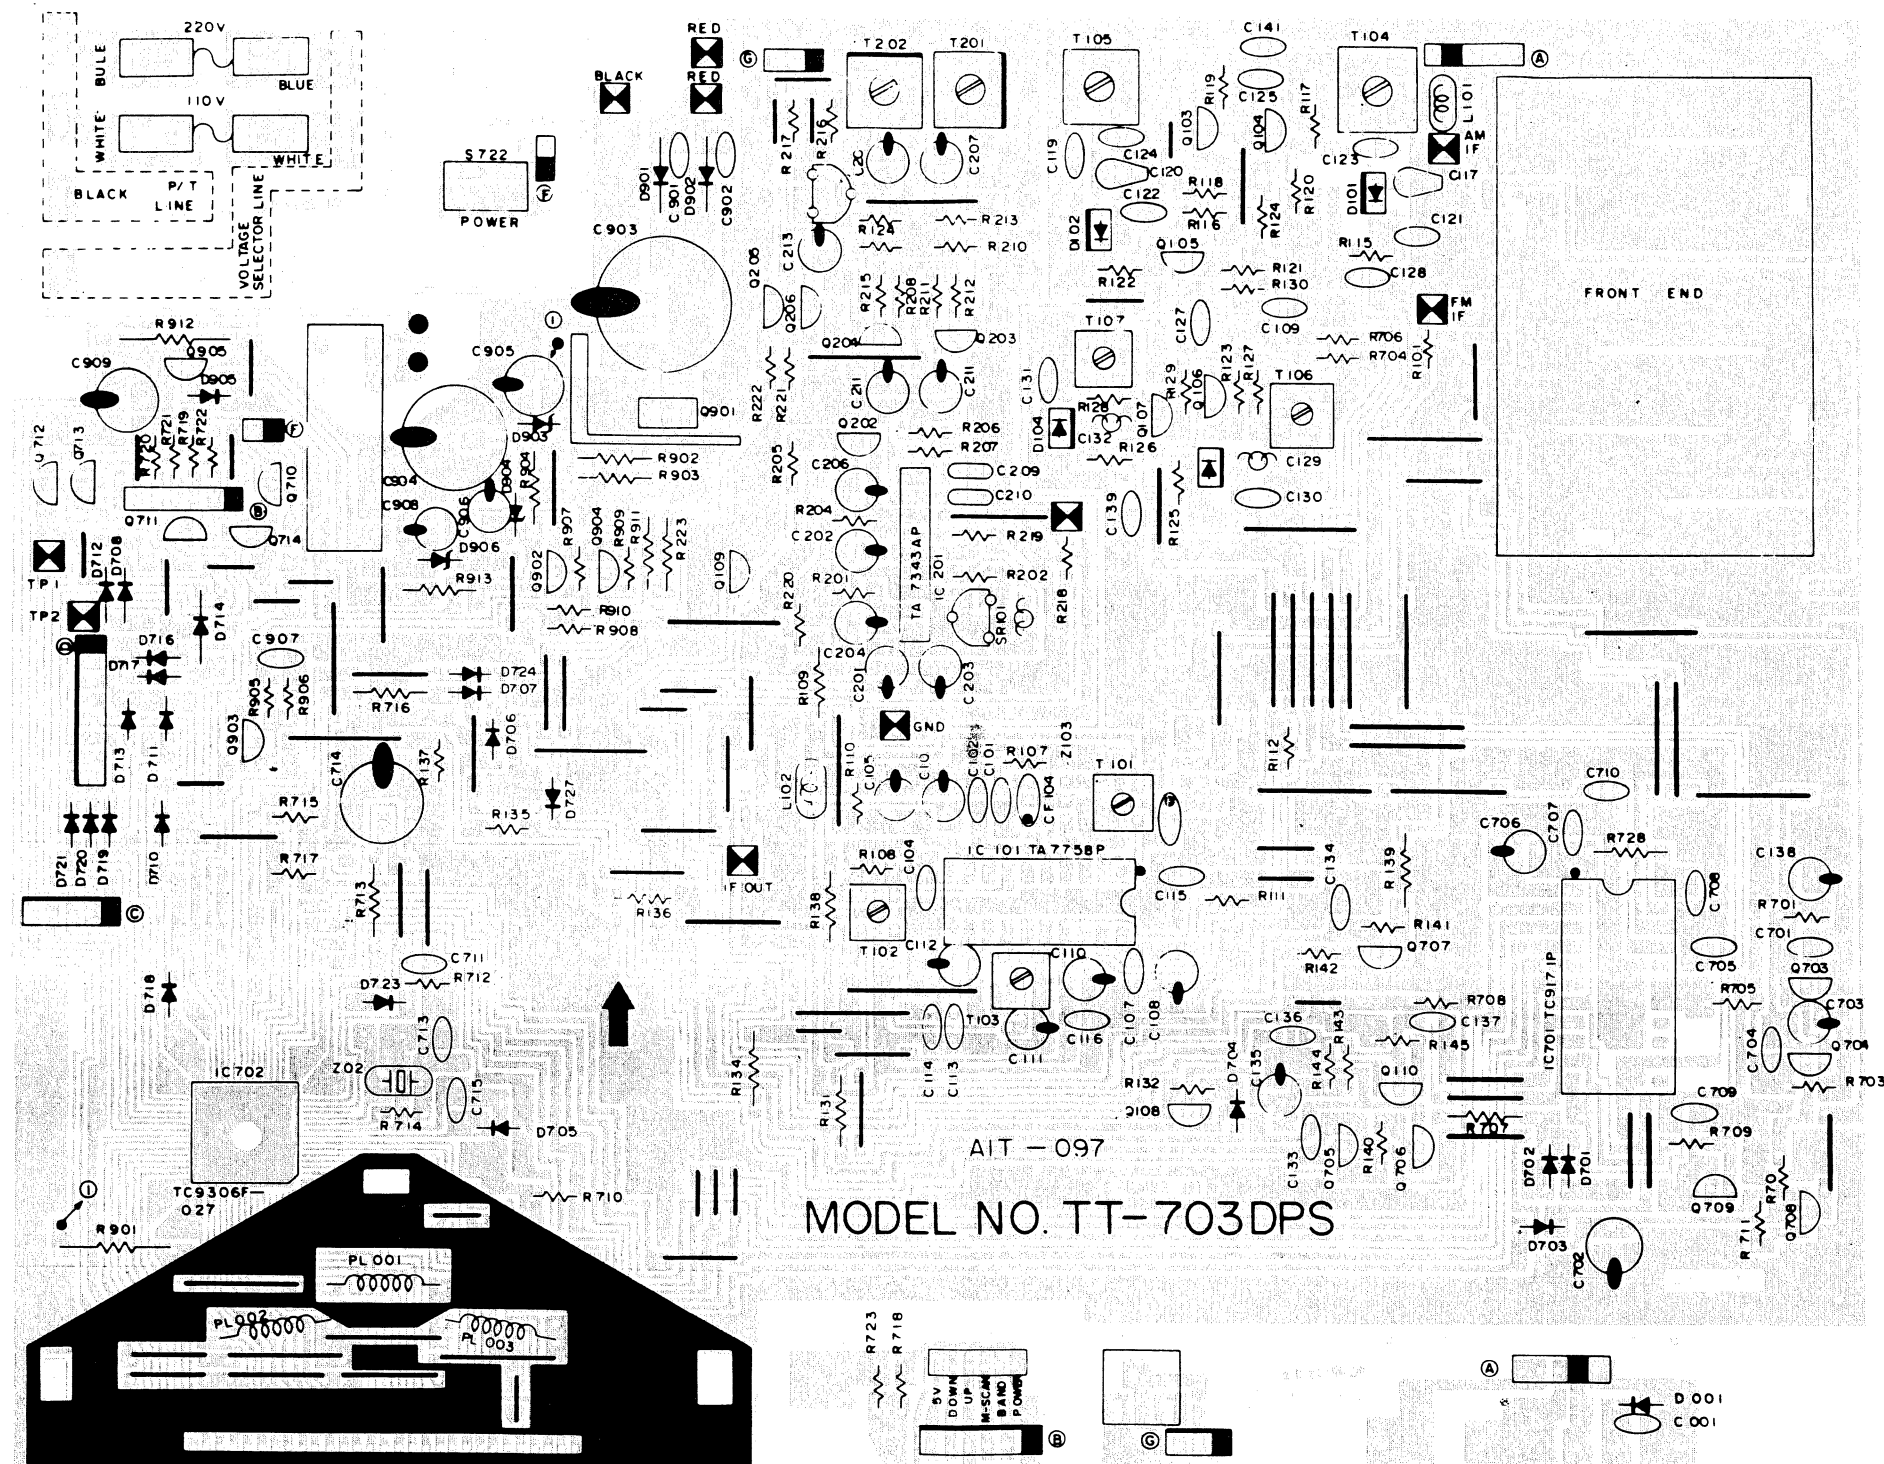 220V
BULE
BLUE
110V
WHITE
WHITE
BLACK
P/T
LINE
VOLTAGE
SELECTOR LINE
S722
POWER
F
BLACK
RED
RED
G
T202
T201
T105
C141
T104
A
L101
AM
IF
C125
R119
R117
Q103
Q104
C123
C117
C119
C124
C120
C122
R118
R116
R124
R120
D101
C121
R115
C128
D102
Q105
R122
R121
R130
C109
C127
FM
IF
FRONT END
R217
R216
C207
D901
C901
D902
C902
C903
R124
R213
R210
C213
Q206
Q206
R215
R208
R211
R212
Q204
Q203
R912
Q905
C909
D905
C905
1
T107
R706
R704
R101
C131
R129
Q106
R123
R127
T106
R222
R221
C211
C211
Q901
Q712
Q713
R720
R721
R719
R722
F
Q710
D903
R902
R903
Q202
R206
R207
R205
C206
C209
C210
D104
R128
C132
Q107
R126
C129
C130
R125
C139
C904
C908
C906
D904
R904
B
Q711
Q714
D906
R913
R907
Q904
R909
R911
R223
Q902
Q109
R204
C202
R201
R220
TA 7343AP
IC 201
R219
R202
R218
SR101
TP1
D712
D708
TP2
D
D716
D717
D714
C907
R910
R908
C204
C201
C203
R109
R905
R906
R716
D724
D707
D706
Q903
D713
D711
C714
R137
GND
L102
R110
C105
C10
C102
C101
R107
Z103
CF104
T101
R112
C710
R715
R135
D727
C706
C707
R728
C138
D721
D720
D719
D710
R717
R713
IF OUT
R136
R108
C104
IC 101 TA7758P
R138
T102
C115
R111
C134
R139
R141
Q707
R142
C708
R701
C701
C705
Q703
R705
C703
Q704
C704
R703
C
D718
C711
R712
D723
C713
C112
C110
T103
C111
C116
C107
C108
C114
C113
R708
C137
R145
C136
R143
R144
C135
Q110
IC701 TC9171P
IC702
Z02
R714
C715
D705
TC9306F-
027
R134
R131
R132
Q108
D704
C133
Q705
R140
Q706
R707
C709
R709
D702
D701
AIT-097
MODEL NO. TT-703DPS
1
R901
R710
Q709
R70
R711
Q708
D703
C702
PL001
PL002
PL003
R723
R718
5V
DOWN
UP
M-SCAN
BAND
POWER
B
G
A
D001
C001